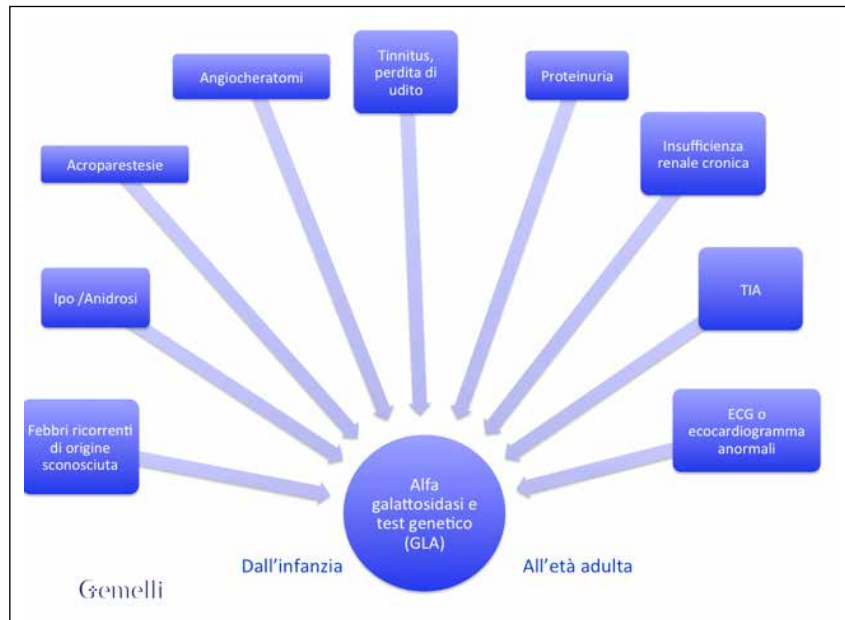 Tinnitus,
perdita di
udito
Angiocheratomi
Proteinuria
Insufficienza
renale cronica
Acroparestesie
Ipo /Anidrosi
TIA
Febbri ricorrenti
di origine
sconosciuta
ECG o
ecocardiogramma
anormali
Alfa
galattosidasi e
test genetico
(GLA)
Dall'infanzia
All'età adulta
Gemelli